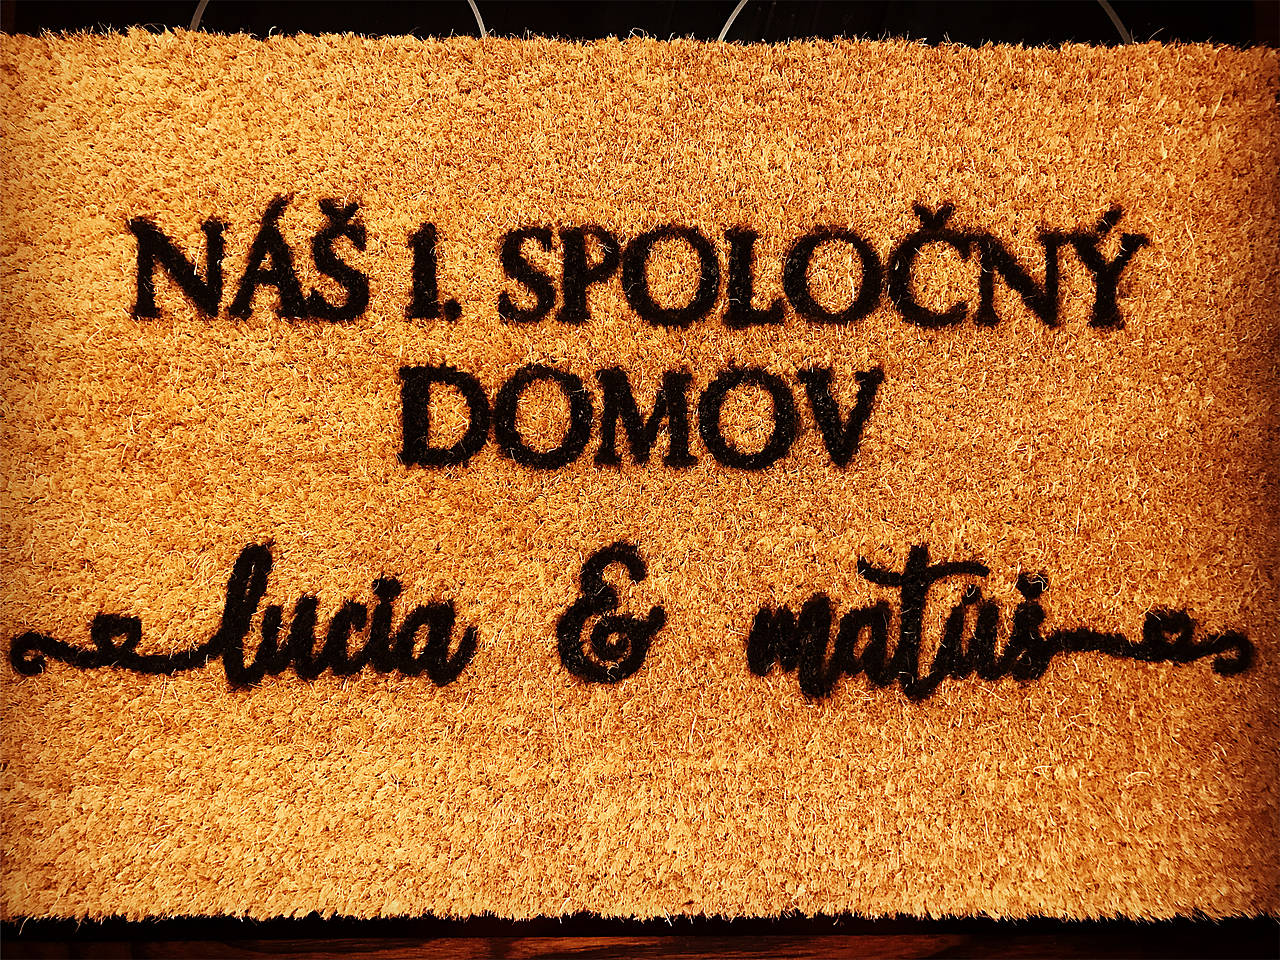 NÁŠ 1. SPOLOČNÝ
DOMOV
lucia & matúš